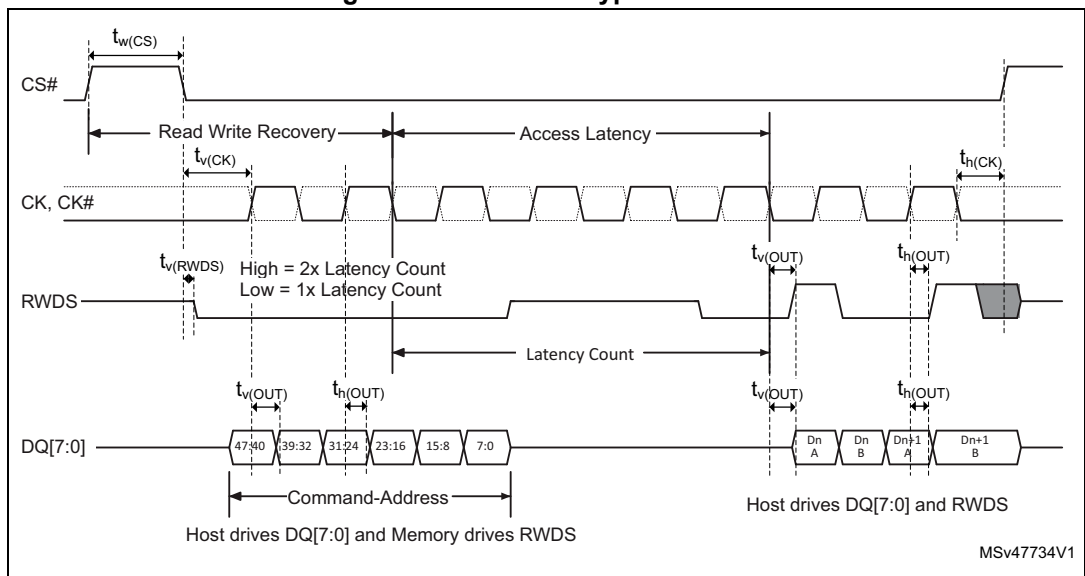 t_w(CS)
CS#
Read Write Recovery
Access Latency
t_v(CK)
t_h(CK)
CK, CK#
t_v(RWDS)
High = 2x Latency Count
Low = 1x Latency Count
t_v(OUT)
t_h(OUT)
RWDS
Latency Count
t_v(OUT)
t_h(OUT)
t_v(OUT)
t_h(OUT)
DQ[7:0]
47:40 39:32 31:24 23:16 15:8 7:0
Dn A
Dn B
Dn+1 A
Dn+1 B
Command-Address
Host drives DQ[7:0] and RWDS
Host drives DQ[7:0] and Memory drives RWDS
MSv47734V1